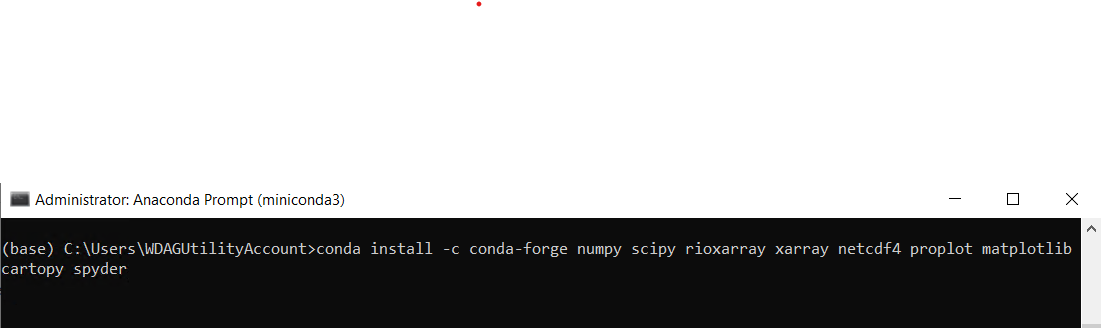 Administrator: Anaconda Prompt (miniconda3)
(base) C:\Users\WDAGUtilityAccount>conda install -c conda-forge numpy scipy rioxarray xarray netcdf4 proplot matplotlib
cartopy spyder